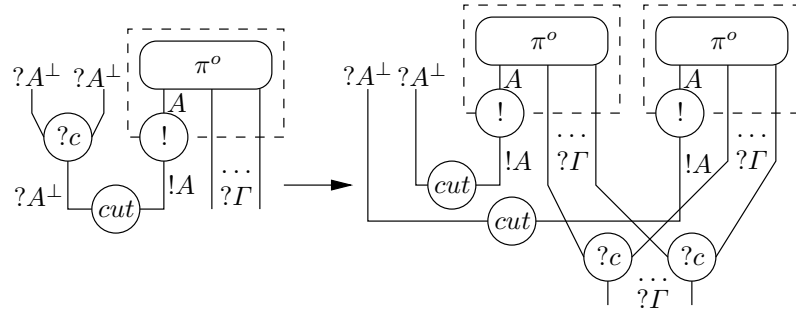 π^o π^o π^o
?A^⊥ ?A^⊥ A ?A^⊥ ?A^⊥ A A
?c ! ! !
… … …
?A^⊥ !A ?Γ ?Γ !A ?Γ
!A
cut cut
cut
?c ?c
…
?Γ